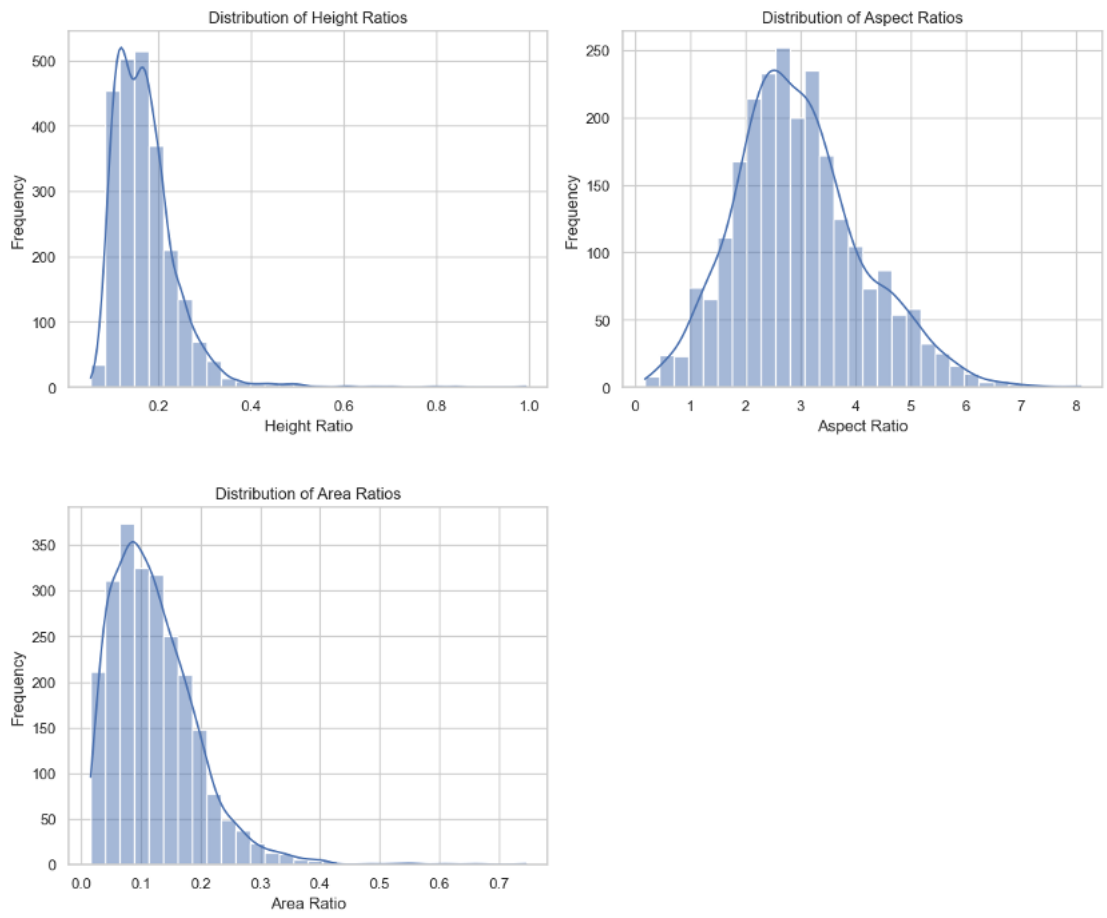 Distribution of Height Ratios
500
400
300
200
100
0
Frequency
0.2 0.4 0.6 0.8 1.0
Height Ratio
Distribution of Aspect Ratios
250
200
150
100
50
0
Frequency
0 1 2 3 4 5 6 7 8
Aspect Ratio
Distribution of Area Ratios
350
300
250
200
150
100
50
0
Frequency
0.0 0.1 0.2 0.3 0.4 0.5 0.6 0.7
Area Ratio